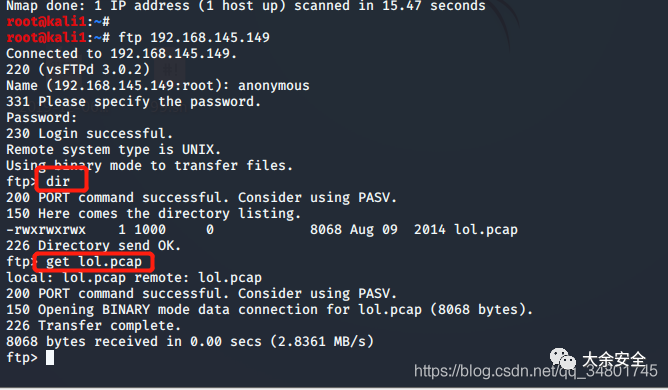 Nmap done: 1 IP address (1 host up) scanned in 15.47 seconds
root@kali1:~#
root@kali1:~# ftp 192.168.145.149
Connected to 192.168.145.149.
220 (vsFTPd 3.0.2)
Name (192.168.145.149:root): anonymous
331 Please specify the password.
Password:
230 Login successful.
Remote system type is UNIX.
Using binary mode to transfer files.
ftp> dir
200 PORT command successful. Consider using PASV.
150 Here comes the directory listing.
-rwxrwxrwx    1 1000     0            8068 Aug 09  2014 lol.pcap
226 Directory send OK.
ftp> get lol.pcap
local: lol.pcap remote: lol.pcap
200 PORT command successful. Consider using PASV.
150 Opening BINARY mode data connection for lol.pcap (8068 bytes).
226 Transfer complete.
8068 bytes received in 0.00 secs (2.8361 MB/s)
ftp>
大余安全
https://blog.csdn.net/qq_34801745